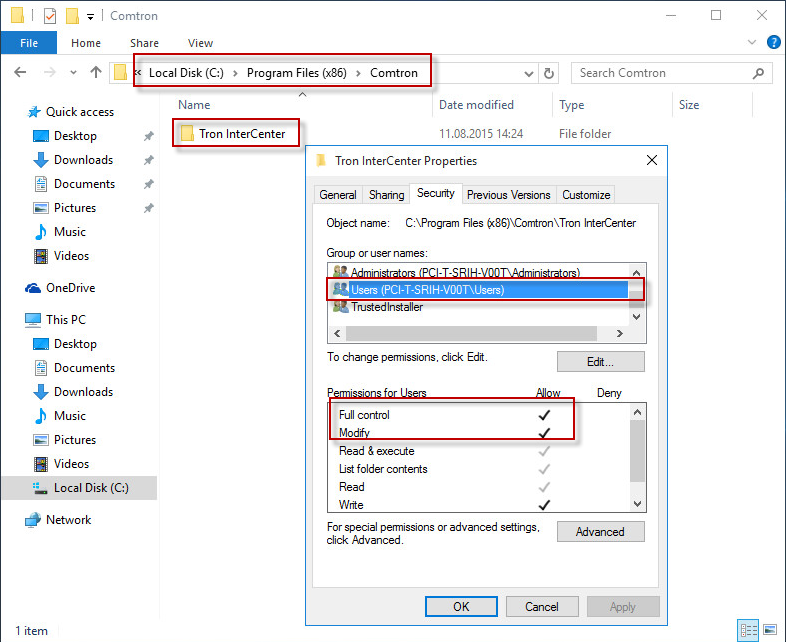 Comtron
File Home Share View
« Local Disk (C:) > Program Files (x86) > Comtron
Search Comtron
Name Date modified Type Size
Tron InterCenter 11.08.2015 14:24 File folder
Quick access
Desktop
Downloads
Documents
Pictures
Music
Videos
OneDrive
This PC
Desktop
Documents
Downloads
Music
Pictures
Videos
Local Disk (C:)
Network
1 item
Tron InterCenter Properties
General Sharing Security Previous Versions Customize
Object name: C:\Program Files (x86)\Comtron\Tron InterCenter
Group or user names:
Administrators (PCI-T-SRIH-V00T\Administrators)
Users (PCI-T-SRIH-V00T\Users)
TrustedInstaller
To change permissions, click Edit. Edit...
Permissions for Users Allow Deny
Full control
Modify
Read & execute
List folder contents
Read
Write
For special permissions or advanced settings,
click Advanced. Advanced
OK Cancel Apply